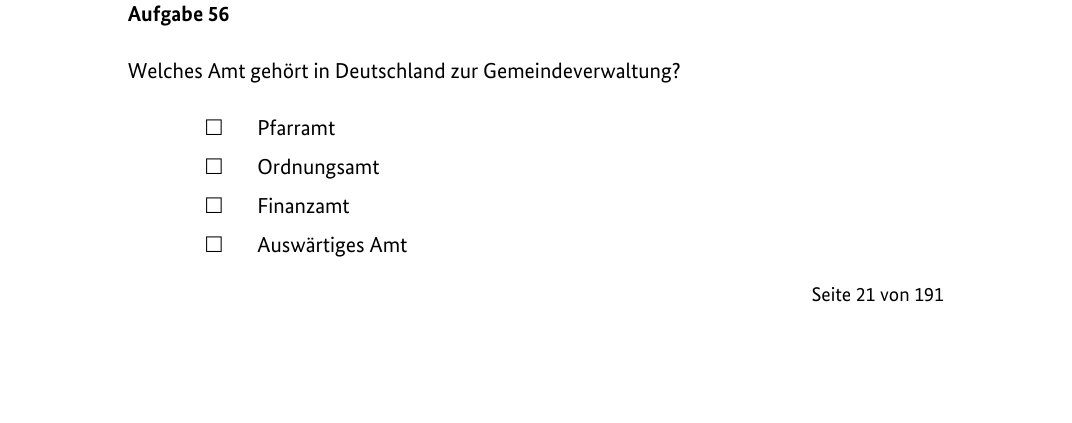 Aufgabe 56
Welches Amt gehört in Deutschland zur Gemeindeverwaltung?
☐ Pfarramt
☐ Ordnungsamt
☐ Finanzamt
☐ Auswärtiges Amt
Seite 21 von 191